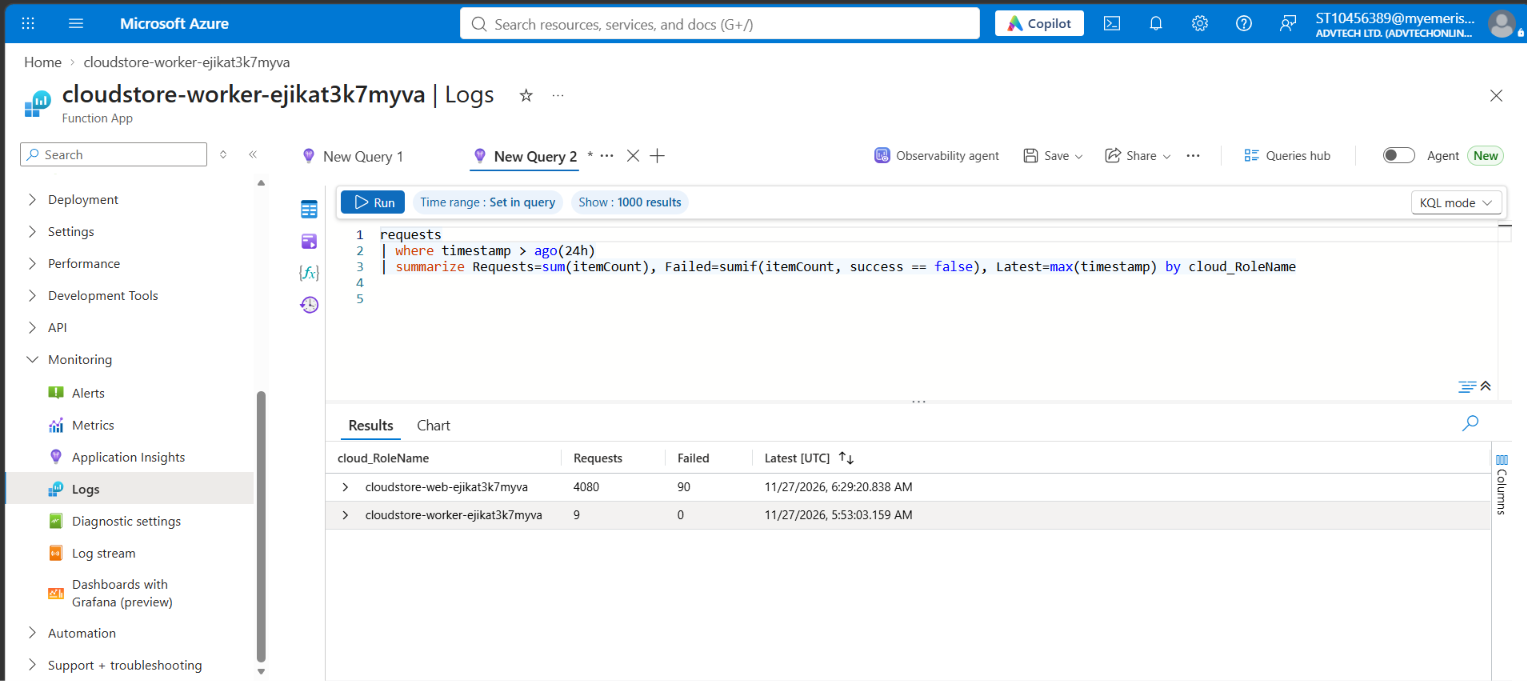 Microsoft Azure
Search resources, services, and docs (G+/)
Copilot
ST10456389@myemeris...
ADVTECH LTD. (ADVTECHONLIN...
Home > cloudstore-worker-ejikat3k7myva
cloudstore-worker-ejikat3k7myva | Logs
Function App
Search
New Query 1
New Query 2 *
Observability agent
Save
Share
Queries hub
Agent
New
Deployment
Settings
Performance
Development Tools
API
Monitoring
Alerts
Metrics
Application Insights
Logs
Diagnostic settings
Log stream
Dashboards with
Grafana (preview)
Automation
Support + troubleshooting
Run
Time range : Set in query
Show : 1000 results
KQL mode
1 requests
2 | where timestamp > ago(24h)
3 | summarize Requests=sum(itemCount), Failed=sumif(itemCount, success == false), Latest=max(timestamp) by cloud_RoleName
4
5
Results
Chart
cloud_RoleName Requests Failed Latest [UTC]
cloudstore-web-ejikat3k7myva 4080 90 11/27/2026, 6:29:20.838 AM
cloudstore-worker-ejikat3k7myva 9 0 11/27/2026, 5:53:03.159 AM
Columns